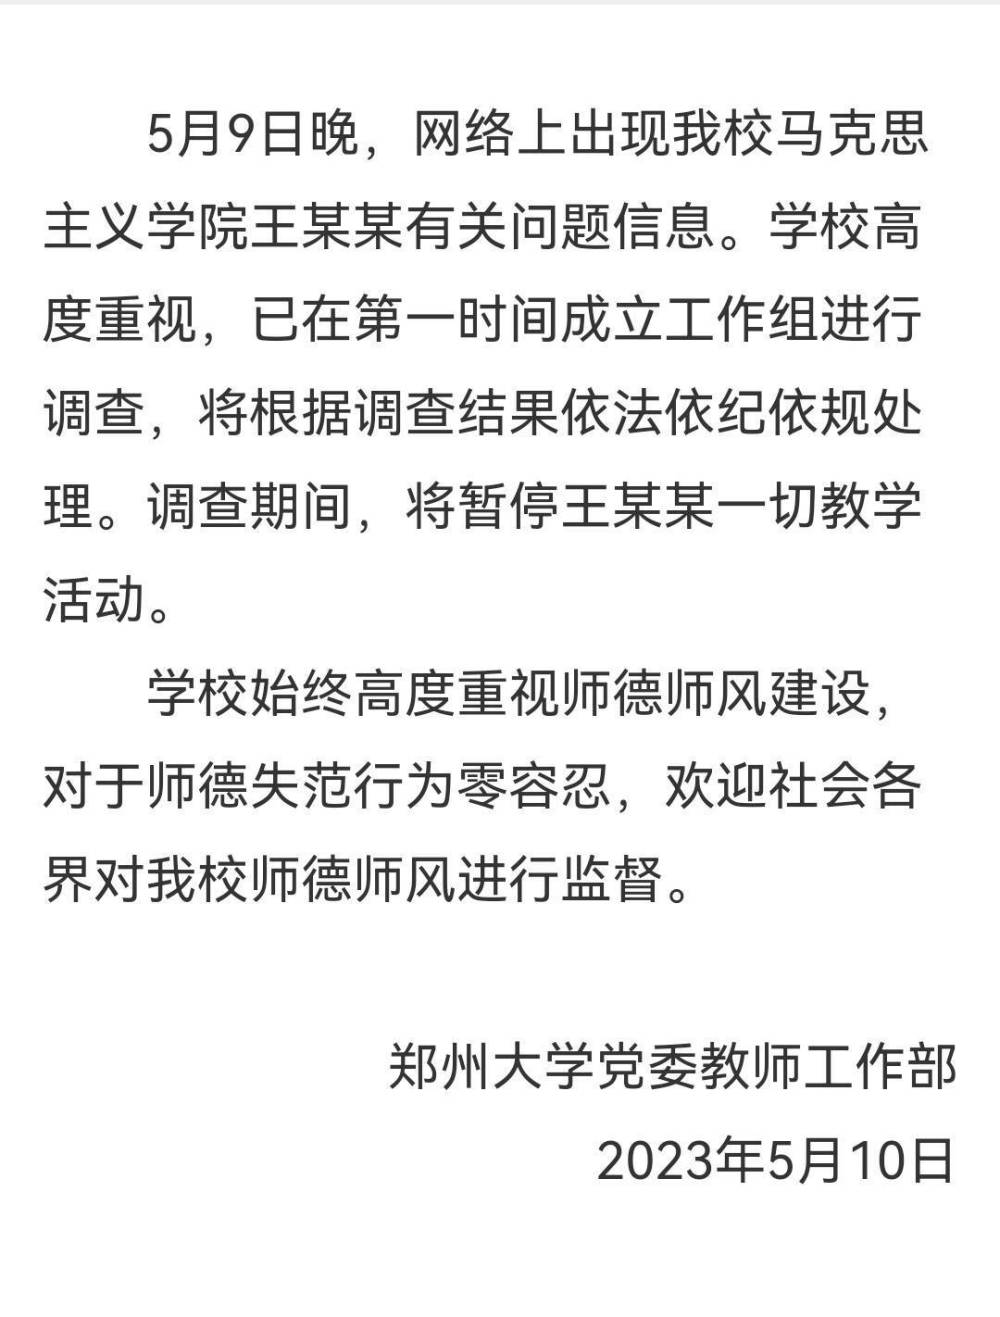 5月9日晚，网络上出现我校马克思
主义学院王某某有关问题信息。学校高
度重视，已在第一时间成立工作组进行
调查，将根据调查结果依法依纪依规处
理。调查期间，将暂停王某某一切教学
活动。
学校始终高度重视师德师风建设，
对于师德失范行为零容忍，欢迎社会各
界对我校师德师风进行监督。
郑州大学党委教师工作部
2023年5月10日